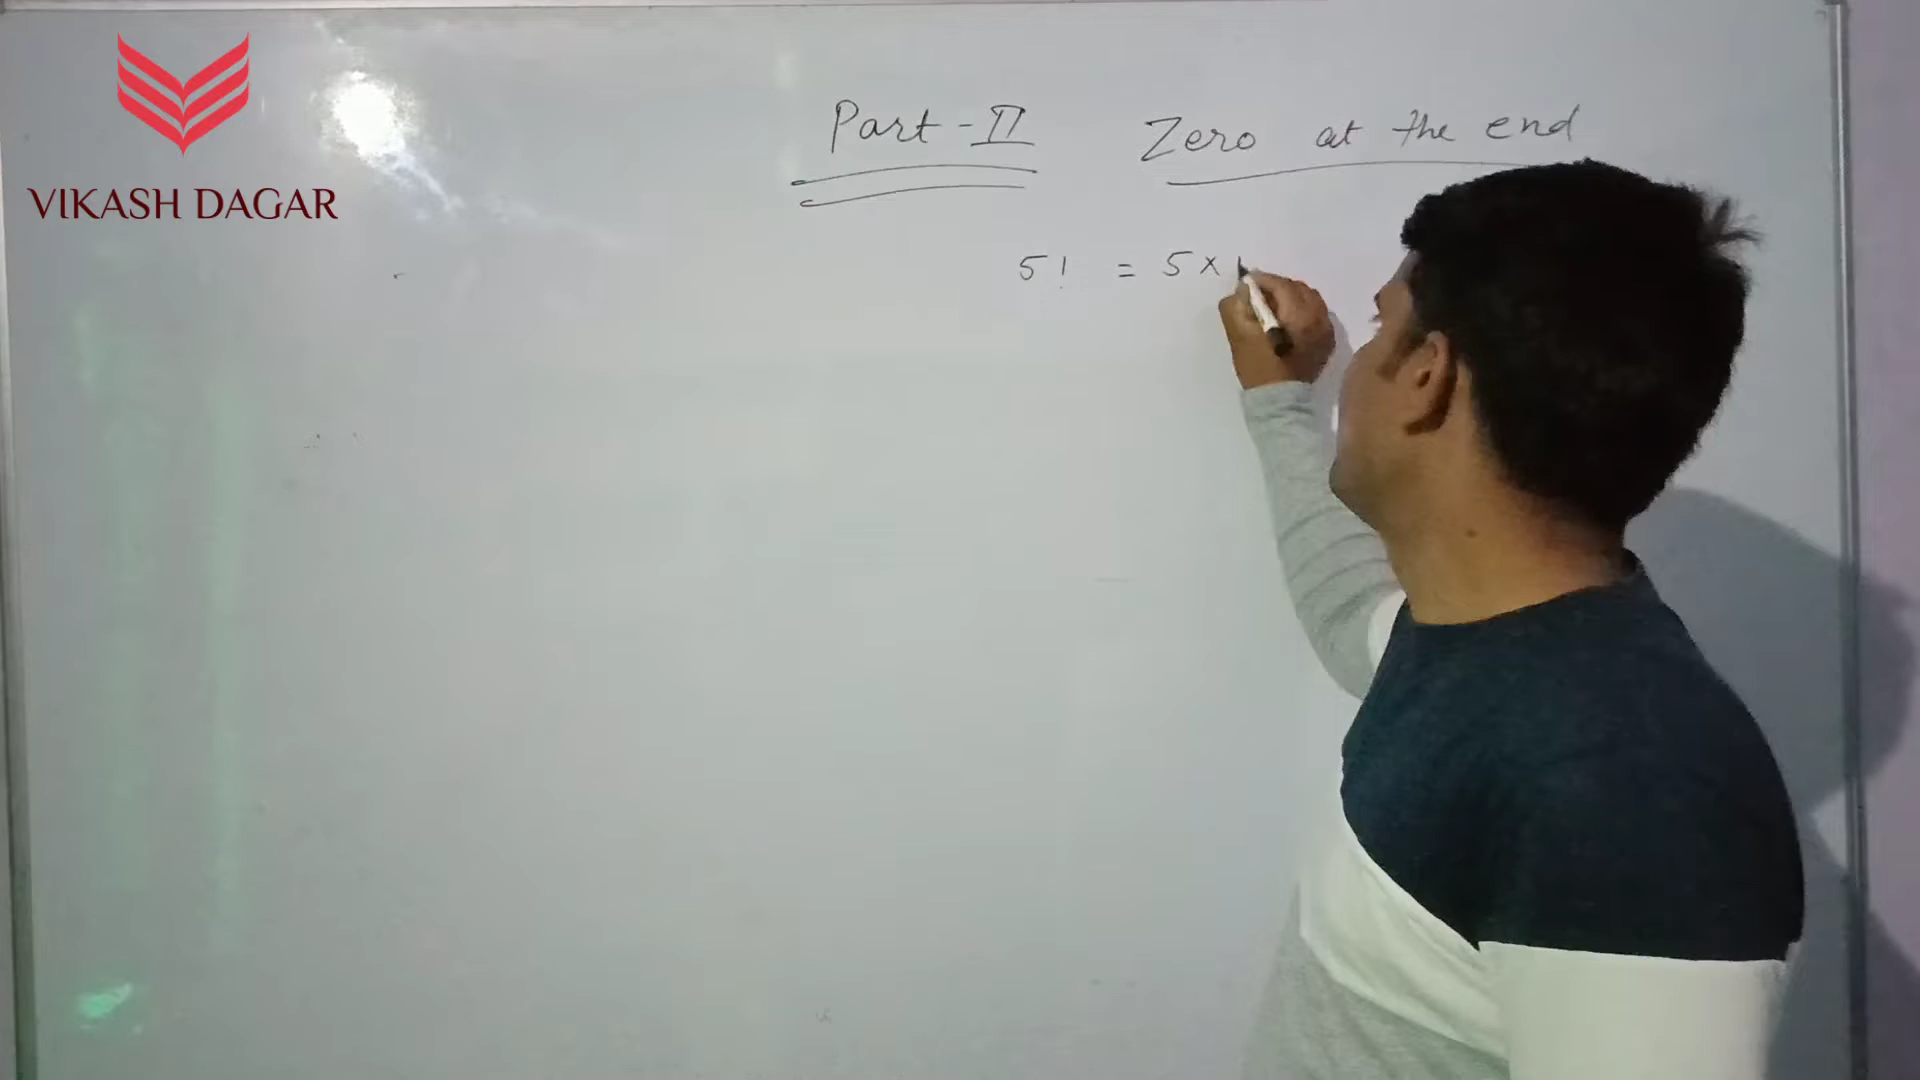 VIKASH DAGAR
Part-II Zero at the end
5! = 5×